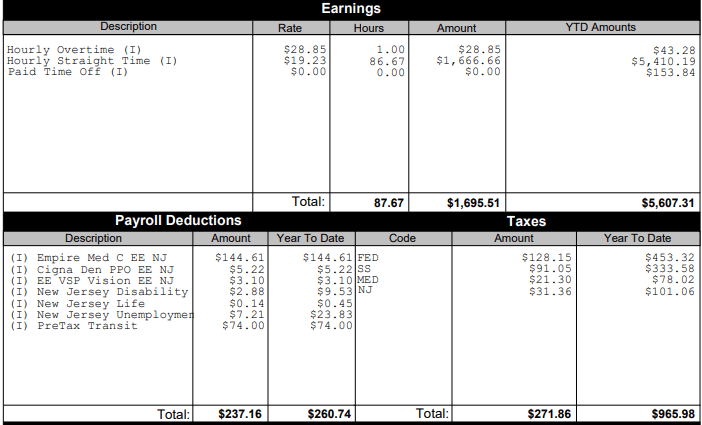 Earnings
Description Rate Hours Amount YTD Amounts
Hourly Overtime (I) $28.85 1.00 $28.85 $43.28
Hourly Straight Time (I) $19.23 86.67 $1,666.66 $5,410.19
Paid Time Off (I) $0.00 0.00 $0.00 $153.84
Total: 87.67 $1,695.51 $5,607.31
Payroll Deductions Taxes
Description Amount Year To Date Code Amount Year To Date
(I) Empire Med C EE NJ $144.61 $144.61 FED $128.15 $453.32
(I) Cigna Den PPO EE NJ $5.22 $5.22 SS $91.05 $333.58
(I) EE VSP Vision EE NJ $3.10 $3.10 MED $21.30 $78.02
(I) New Jersey Disability $2.88 $9.53 NJ $31.36 $101.06
(I) New Jersey Life $0.14 $0.45
(I) New Jersey Unemploymen $7.21 $23.83
(I) PreTax Transit $74.00 $74.00
Total: $237.16 $260.74 Total: $271.86 $965.98